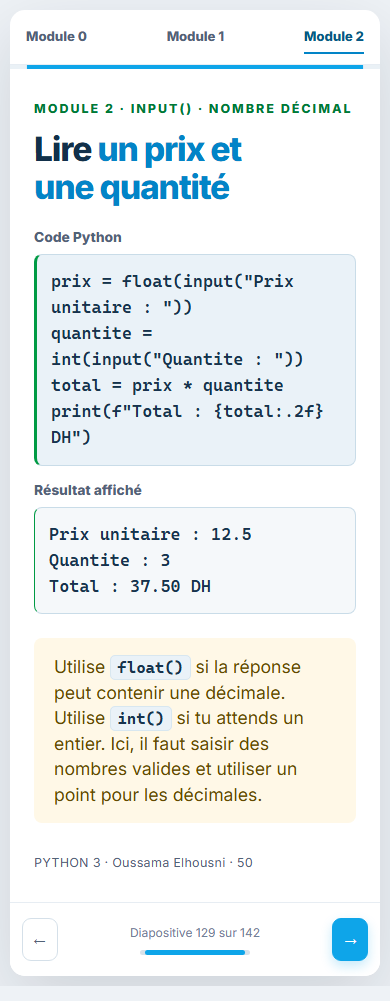 Module 0 Module 1 Module 2
MODULE 2 · INPUT() · NOMBRE DÉCIMAL
Lire un prix et
une quantité
Code Python
prix = float(input("Prix
unitaire : "))
quantite =
int(input("Quantite : "))
total = prix * quantite
print(f"Total : {total:.2f}
DH")
Résultat affiché
Prix unitaire : 12.5
Quantite : 3
Total : 37.50 DH
Utilise float() si la réponse
peut contenir une décimale.
Utilise int() si tu attends un
entier. Ici, il faut saisir des
nombres valides et utiliser un
point pour les décimales.
PYTHON 3 · Oussama Elhousni · 50
← Diapositive 129 sur 142 →